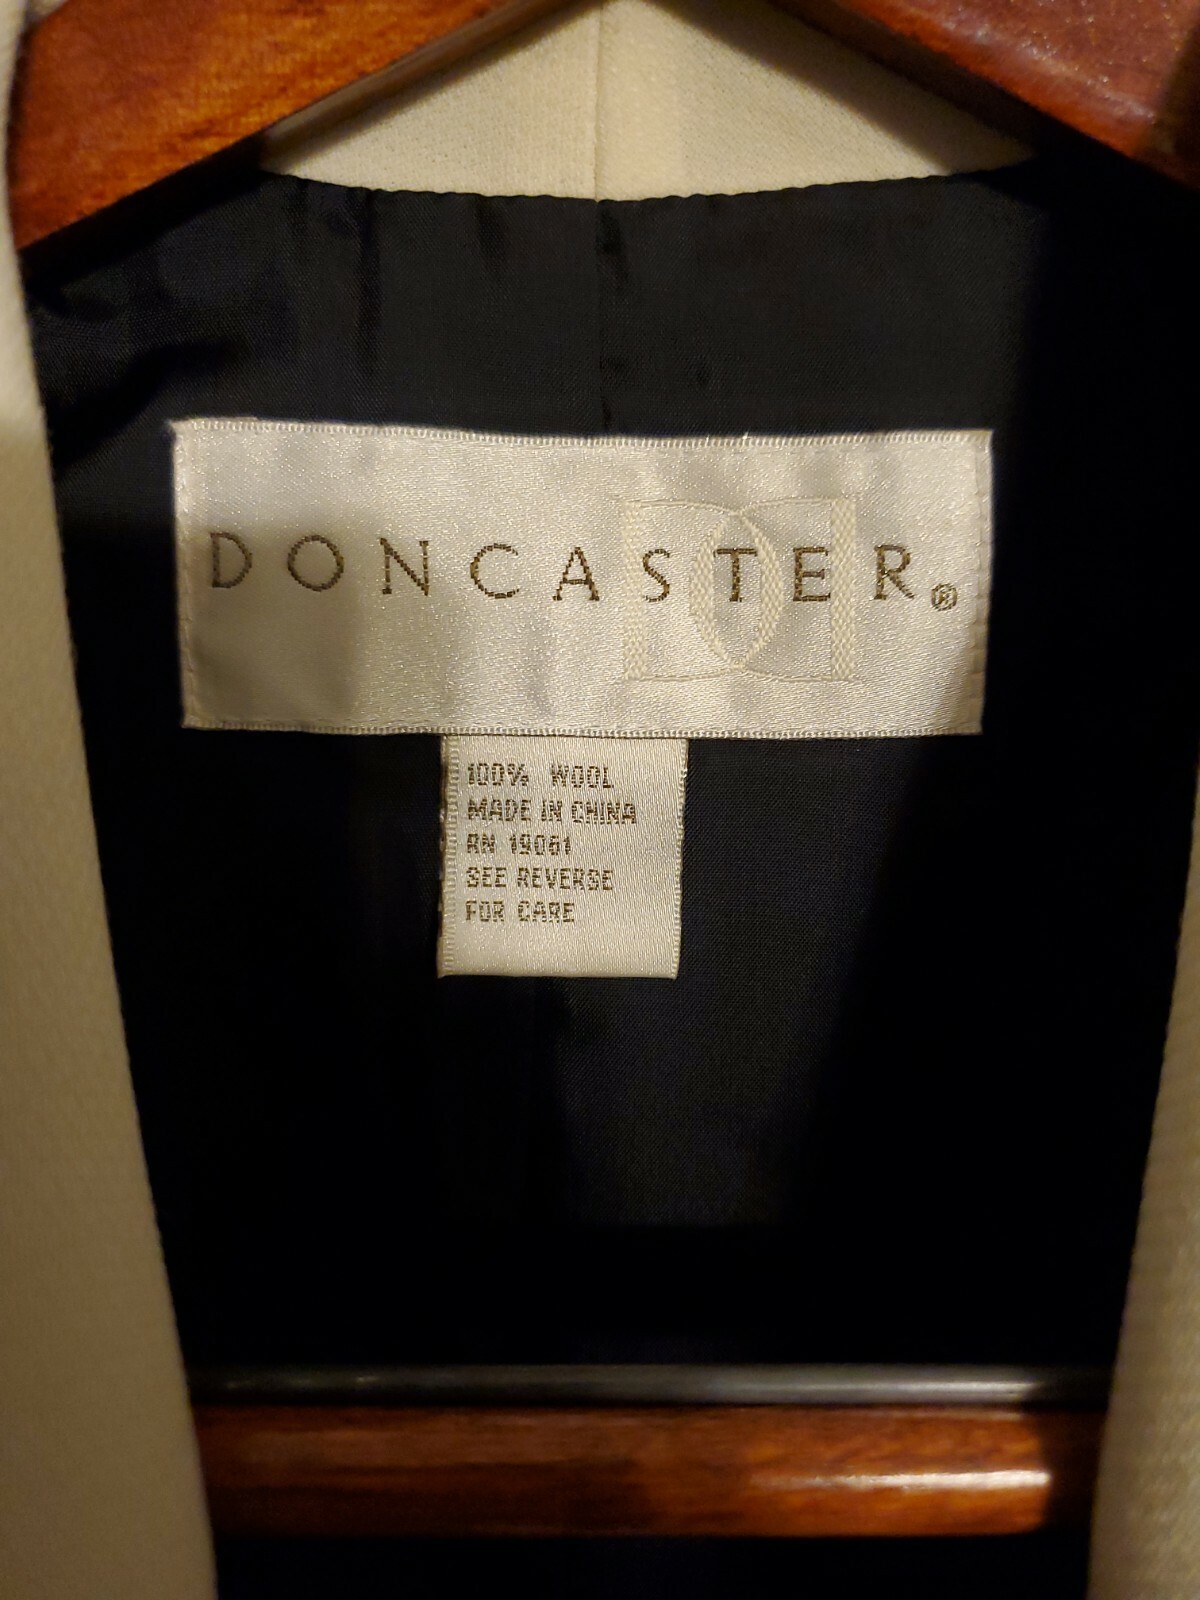 DONCASTER®
100% WOOL
MADE IN CHINA
RN 19061
SEE REVERSE
FOR CARE